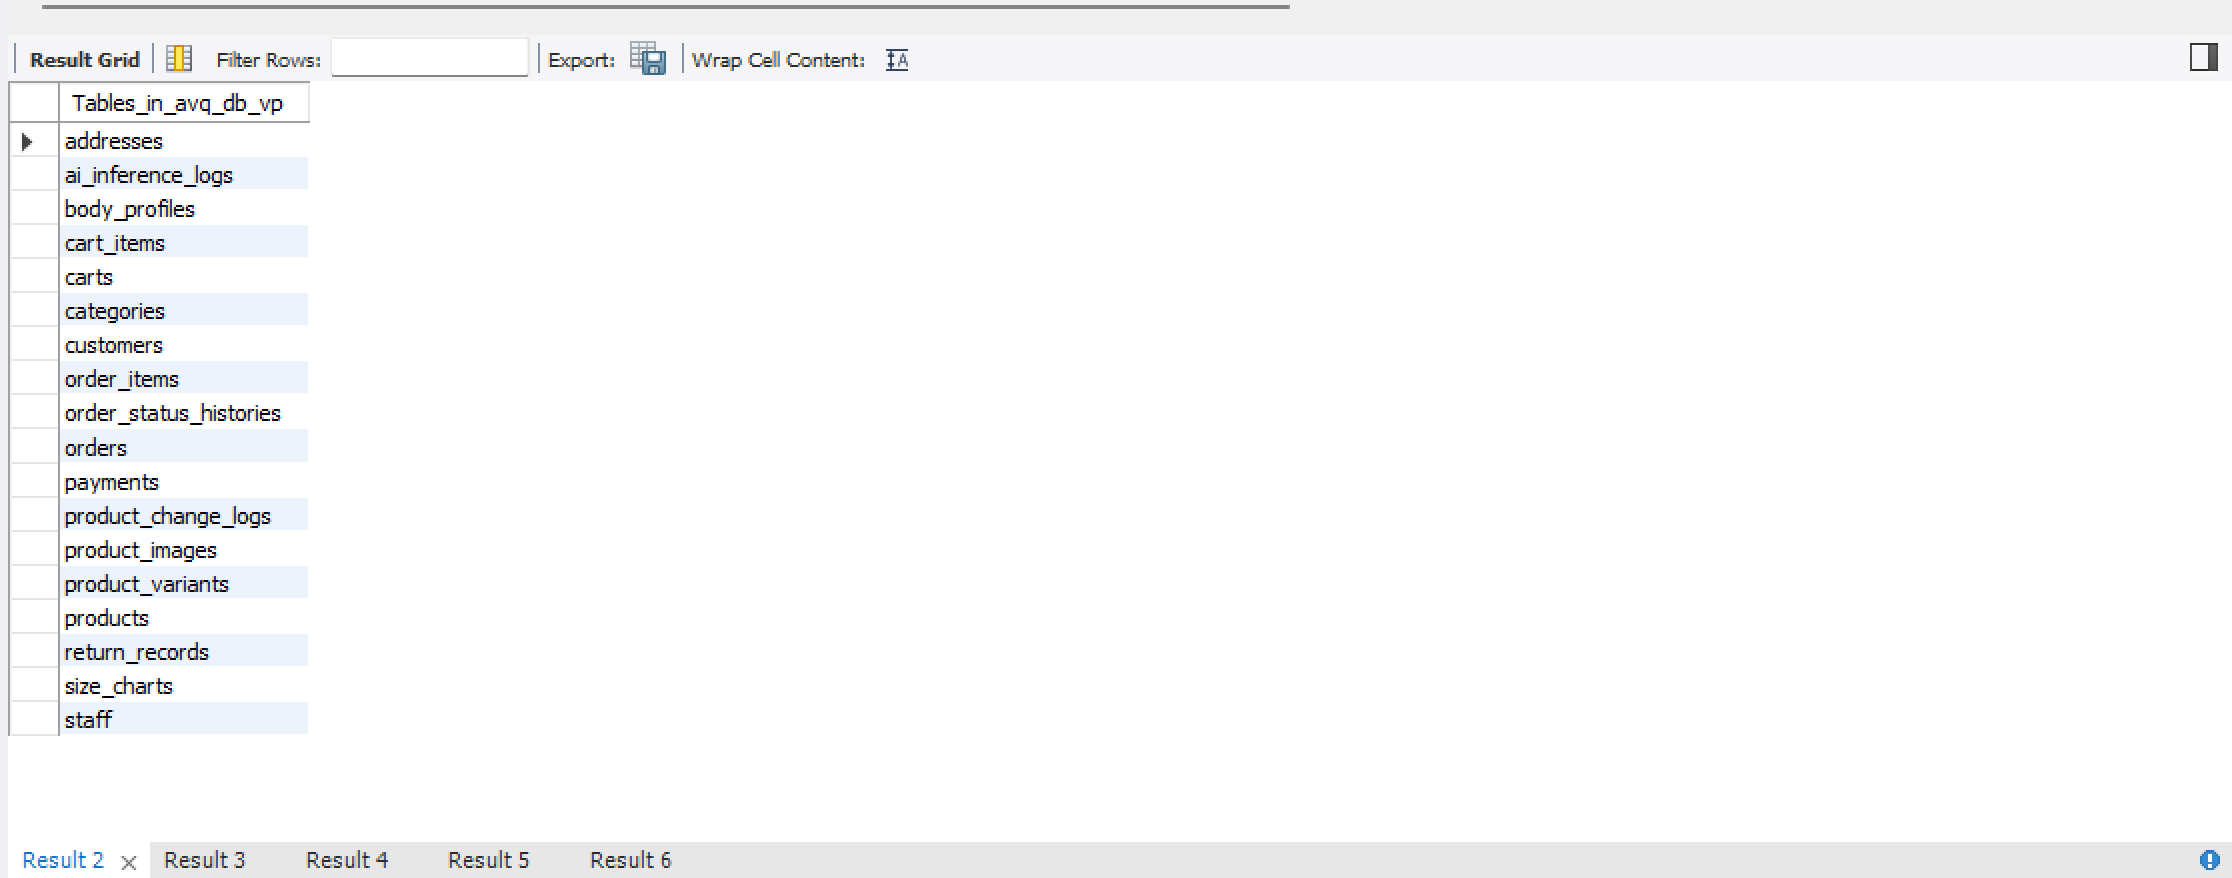 Result Grid Filter Rows: Export: Wrap Cell Content: A
Tables_in_avq_db_vp
addresses
ai_inference_logs
body_profiles
cart_items
carts
categories
customers
order_items
order_status_histories
orders
payments
product_change_logs
product_images
product_variants
products
return_records
size_charts
staff
Result 2 Result 3 Result 4 Result 5 Result 6